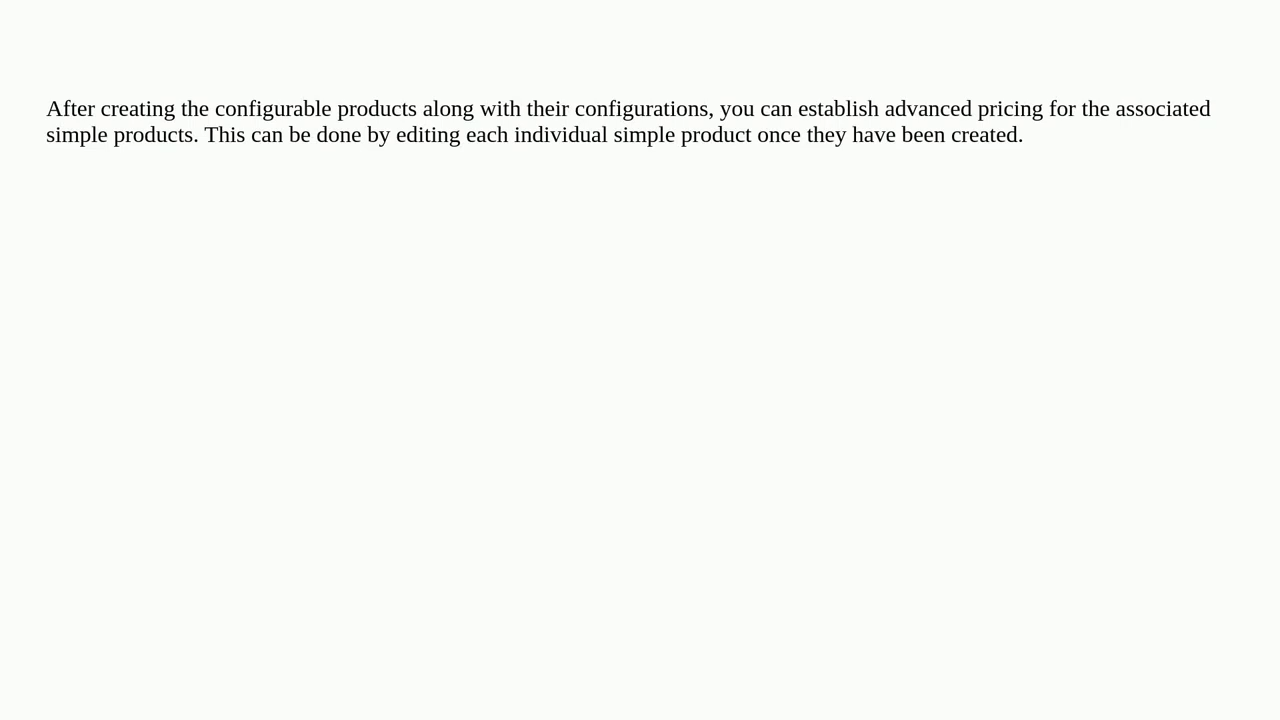 After creating the configurable products along with their configurations, you can establish advanced pricing for the associated
simple products. This can be done by editing each individual simple product once they have been created.